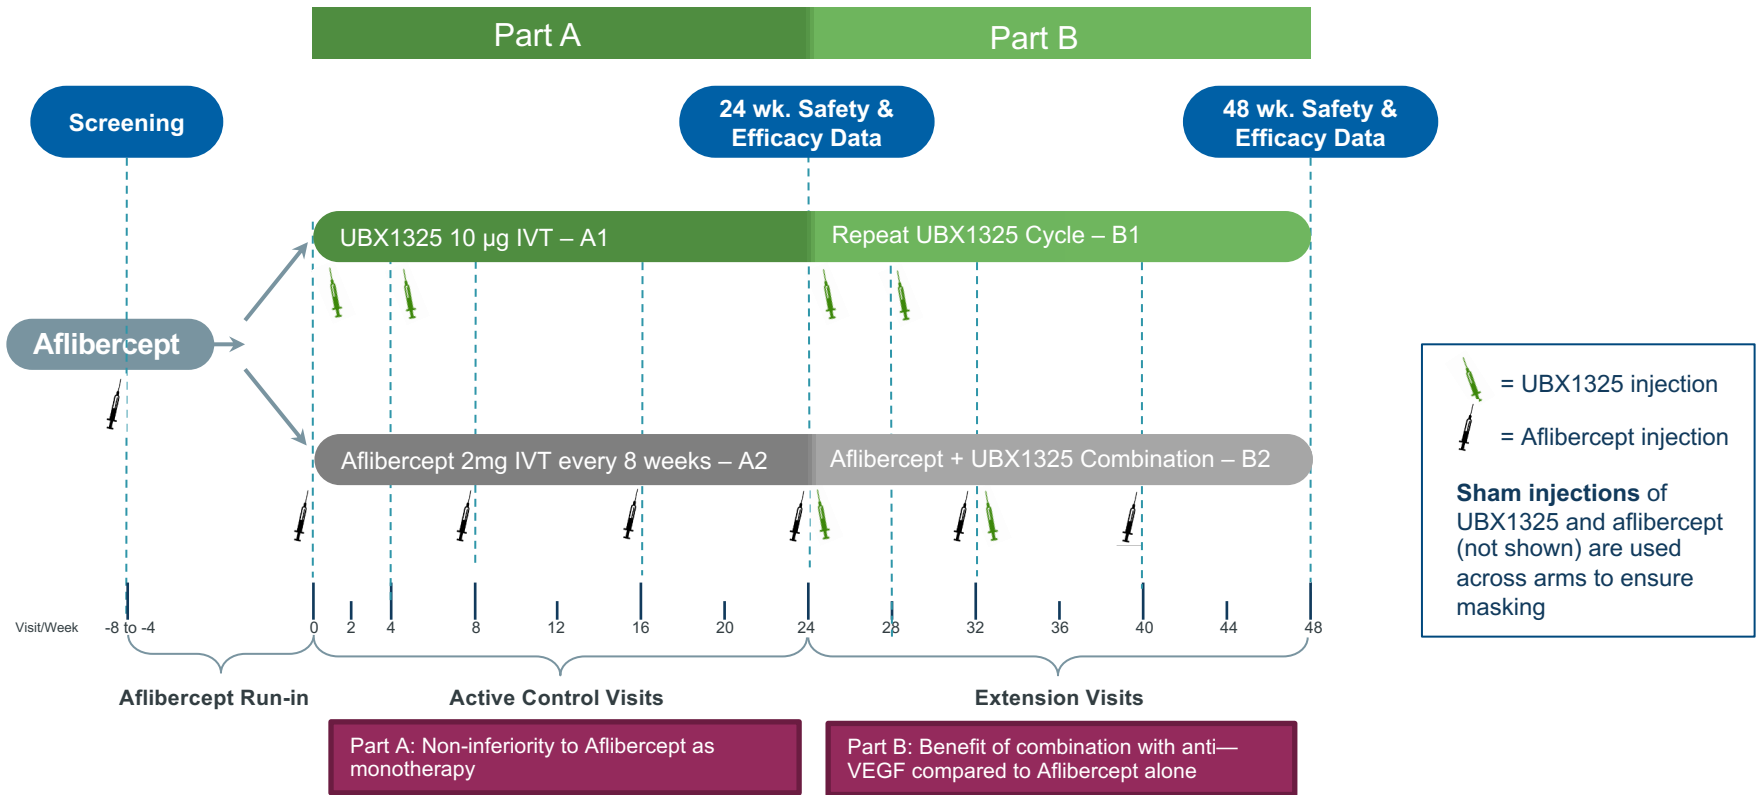 Part A
Part B
Screening
24 wk. Safety &
Efficacy Data
48 wk. Safety &
Efficacy Data
UBX1325 10 µg IVT – A1
Repeat UBX1325 Cycle – B1
Aflibercept
Aflibercept 2mg IVT every 8 weeks – A2
Aflibercept + UBX1325 Combination – B2
= UBX1325 injection
= Aflibercept injection
Sham injections of
UBX1325 and aflibercept
(not shown) are used
across arms to ensure
masking
Visit/Week -8 to -4 0 2 4 8 12 16 20 24 28 32 36 40 44 48
Aflibercept Run-in
Active Control Visits
Extension Visits
Part A: Non-inferiority to Aflibercept as
monotherapy
Part B: Benefit of combination with anti—
VEGF compared to Aflibercept alone